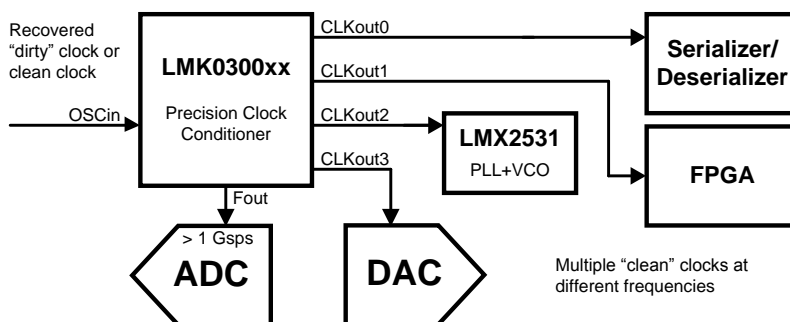 Recovered
“dirty” clock or
clean clock
OSCin
LMK0300xx
Precision Clock
Conditioner
CLKout0
CLKout1
CLKout2
CLKout3
Fout
Serializer/
Deserializer
LMX2531
PLL+VCO
FPGA
> 1 Gsps
ADC
DAC
Multiple “clean” clocks at
different frequencies